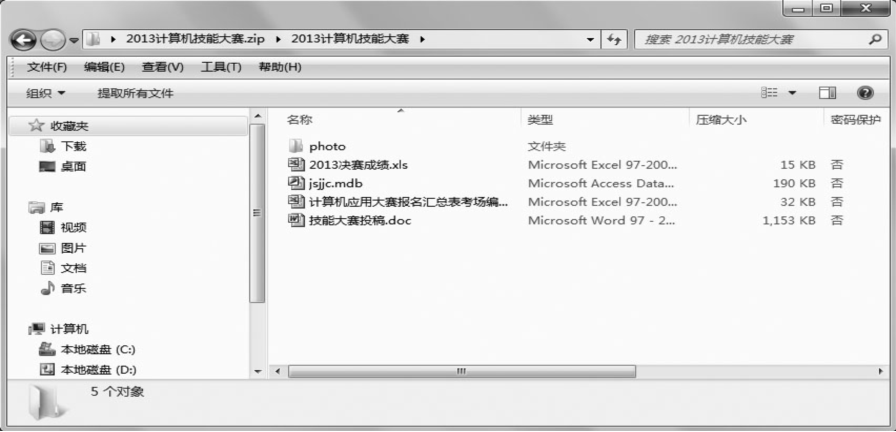 2013计算机技能大赛.zip 2013计算机技能大赛 搜索 2013计算机技能大赛
文件(F) 编辑(E) 查看(V) 工具(T) 帮助(H)
组织 提取所有文件
收藏夹
下载
桌面
库
视频
图片
文档
音乐
计算机
本地磁盘 (C:)
本地磁盘 (D:)
名称 类型 压缩大小 密码保护
photo 文件夹
2013决赛成绩.xls Microsoft Excel 97-200... 15 KB 否
jsjjc.mdb Microsoft Access Data... 190 KB 否
计算机应用大赛报名汇总表考场编... Microsoft Excel 97-200... 32 KB 否
技能大赛投稿.doc Microsoft Word 97 - 2... 1,153 KB 否
5 个对象